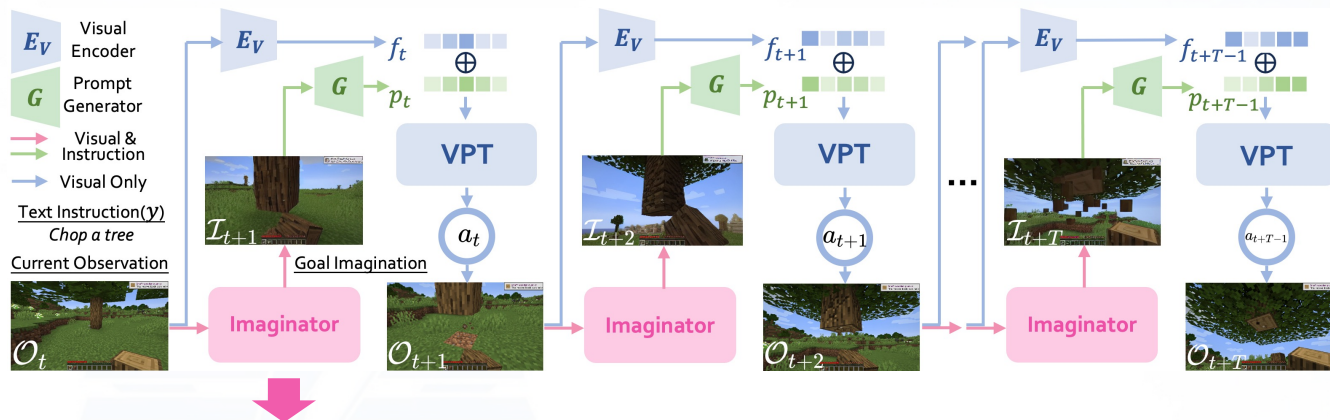 E_V
Visual
Encoder
G
Prompt
Generator
Visual &
Instruction
Visual Only
Text Instruction(y)
Chop a tree
Current Observation
O_t
E_V
f_t
⊕
G
p_t
VPT
I_{t+1}
a_t
Goal Imagination
Imaginator
O_{t+1}
E_V
f_{t+1}
⊕
G
p_{t+1}
VPT
I_{t+2}
a_{t+1}
Imaginator
O_{t+2}
...
E_V
f_{t+T-1}
⊕
G
p_{t+T-1}
VPT
I_{t+T}
a_{t+T-1}
Imaginator
O_{t+T}